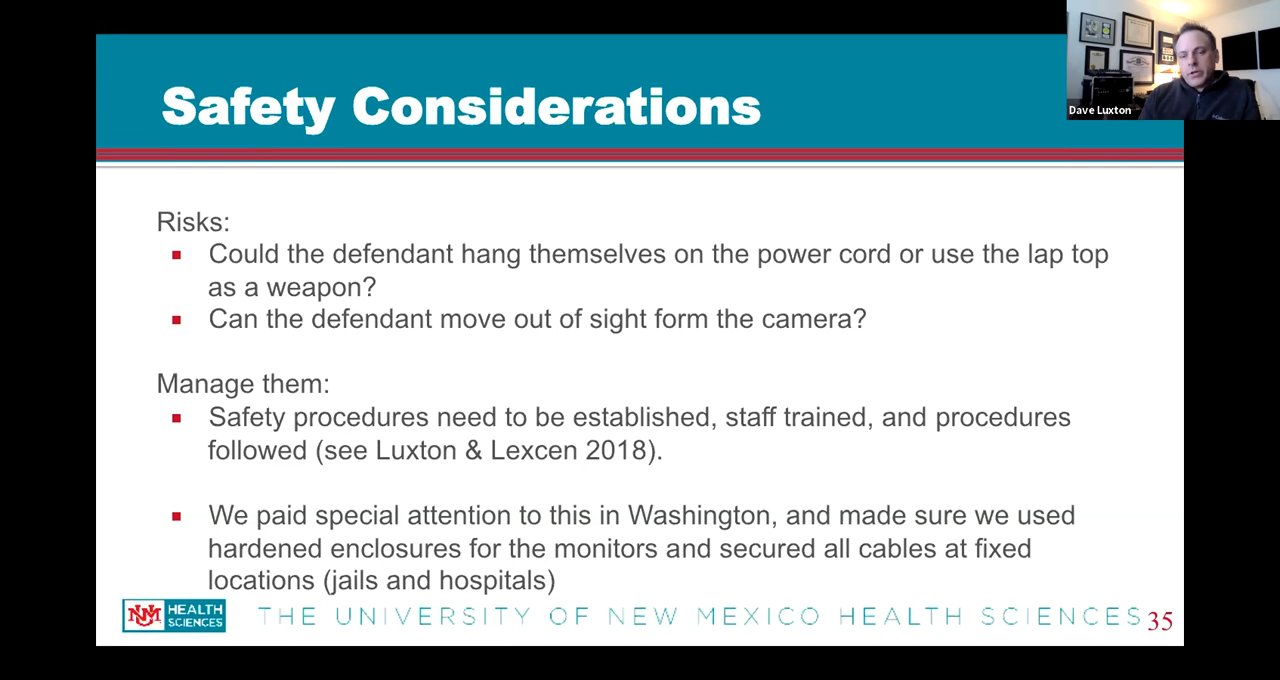 Safety Considerations
Dave Luxton
Risks:
Could the defendant hang themselves on the power cord or use the lap top
as a weapon?
Can the defendant move out of sight form the camera?
Manage them:
Safety procedures need to be established, staff trained, and procedures
followed (see Luxton & Lexcen 2018).
We paid special attention to this in Washington, and made sure we used
hardened enclosures for the monitors and secured all cables at fixed
locations (jails and hospitals)
UNM HEALTH
SCIENCES
THE UNIVERSITY OF NEW MEXICO HEALTH SCIENCES
35